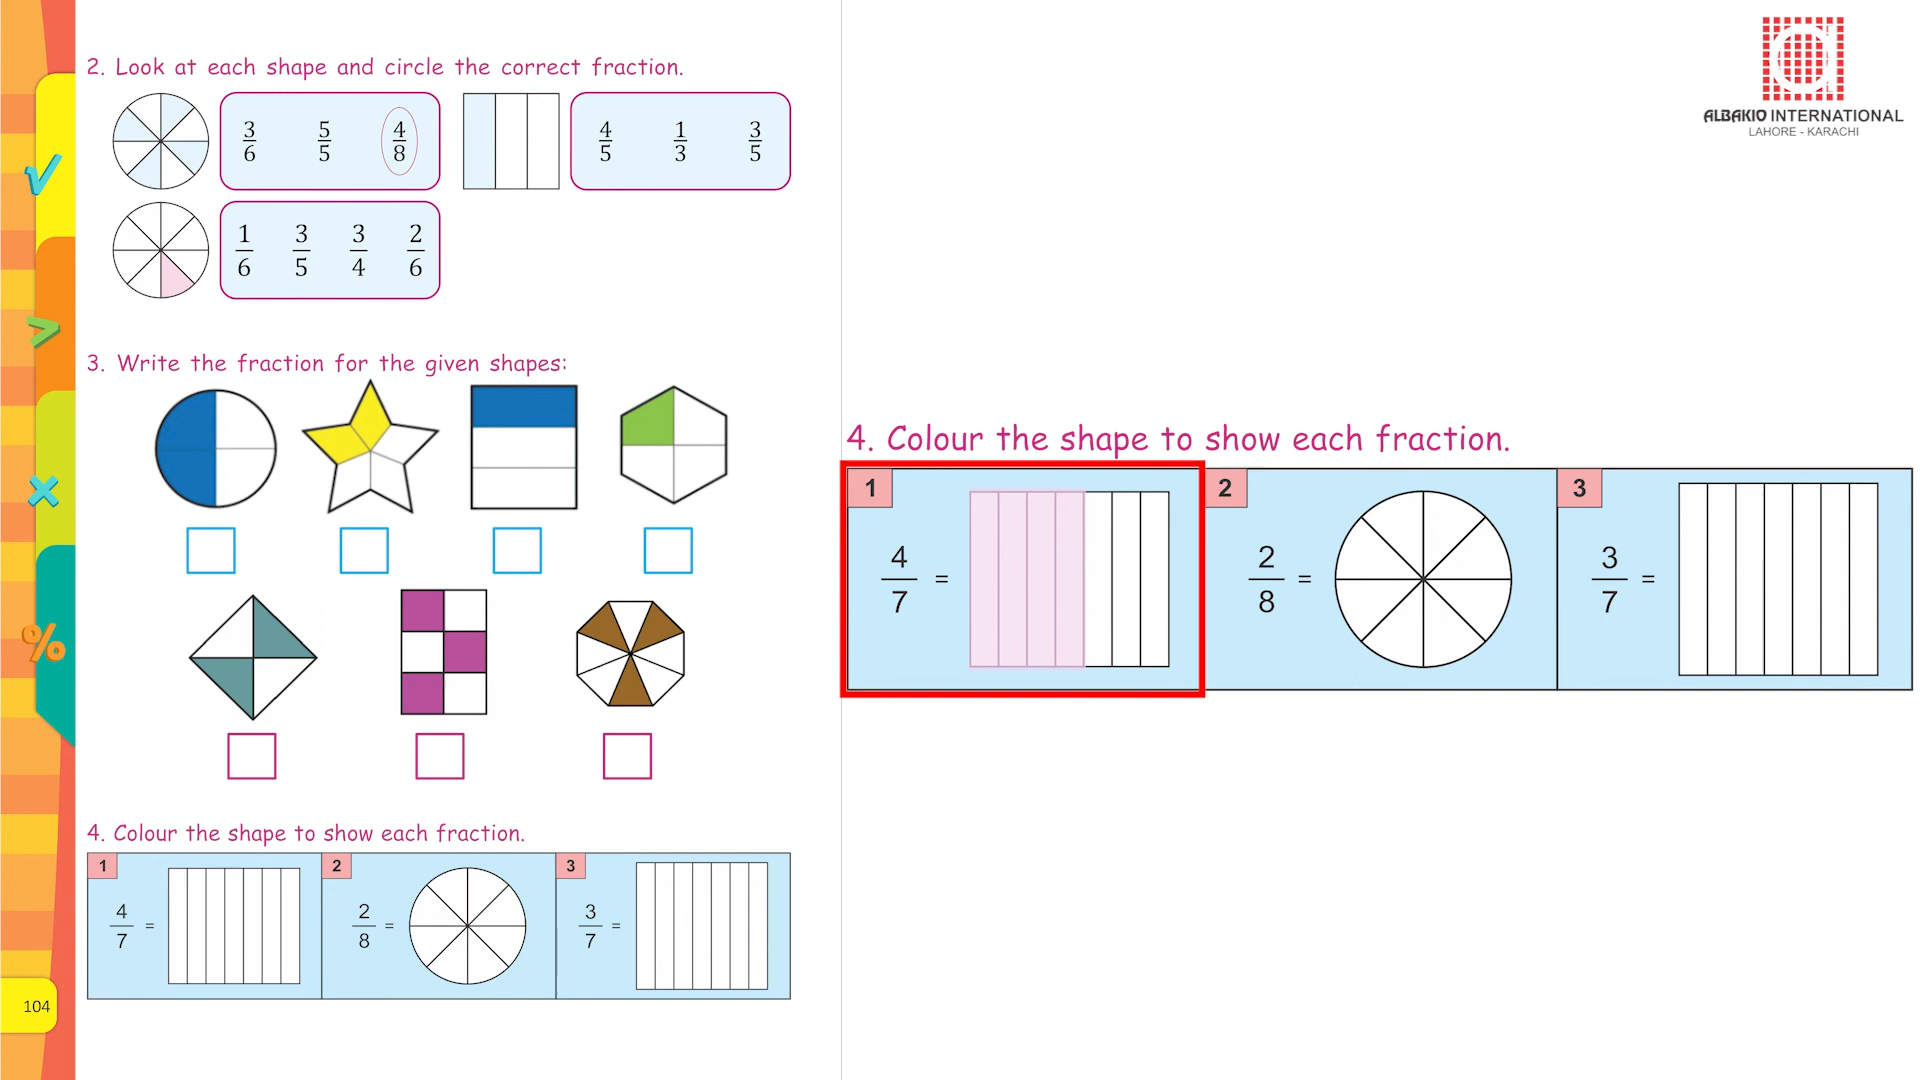 2. Look at each shape and circle the correct fraction.
3/6 5/5 4/8
4/5 1/3 3/5
1/6 3/5 3/4 2/6
3. Write the fraction for the given shapes:
4. Colour the shape to show each fraction.
1 4/7 =
2 2/8 =
3 3/7 =
√
>
×
%
104
ALBAKIO INTERNATIONAL
LAHORE - KARACHI
4. Colour the shape to show each fraction.
1 4/7 =
2 2/8 =
3 3/7 =